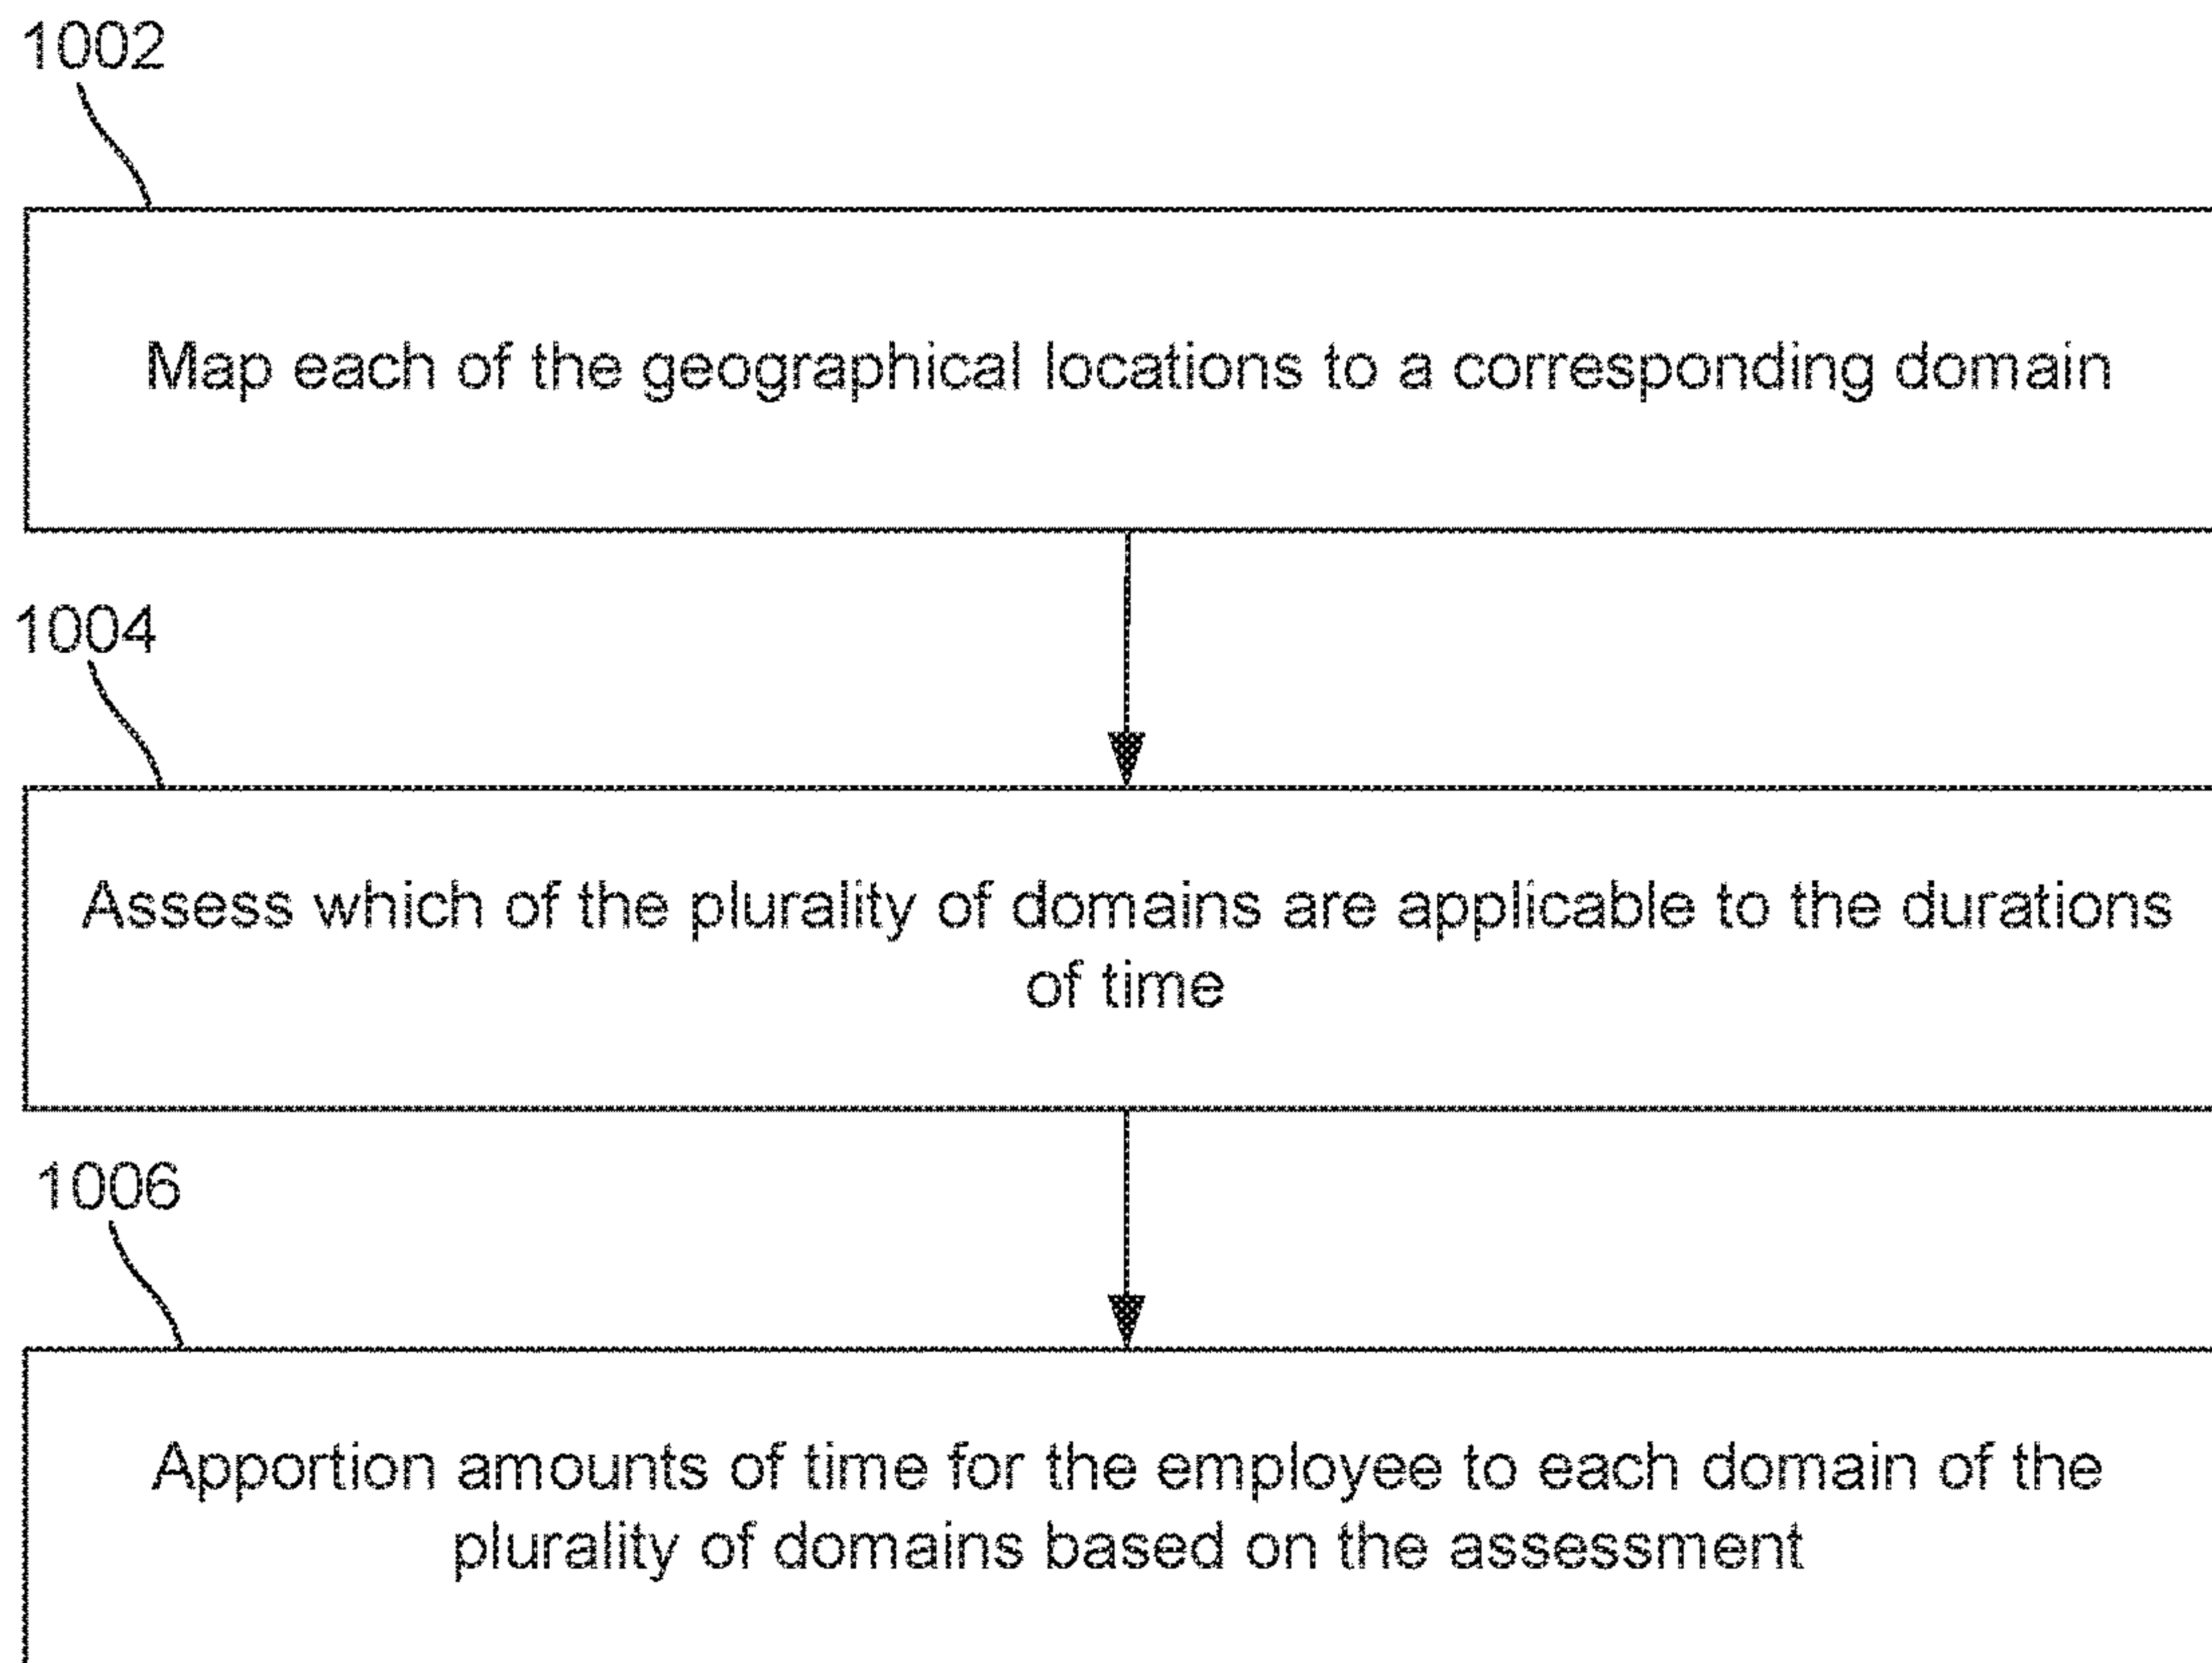 1002
Map each of the geographical locations to a corresponding domain
1004
Assess which of the plurality of domains are applicable to the durations
of time
1006
Apportion amounts of time for the employee to each domain of the
plurality of domains based on the assessment